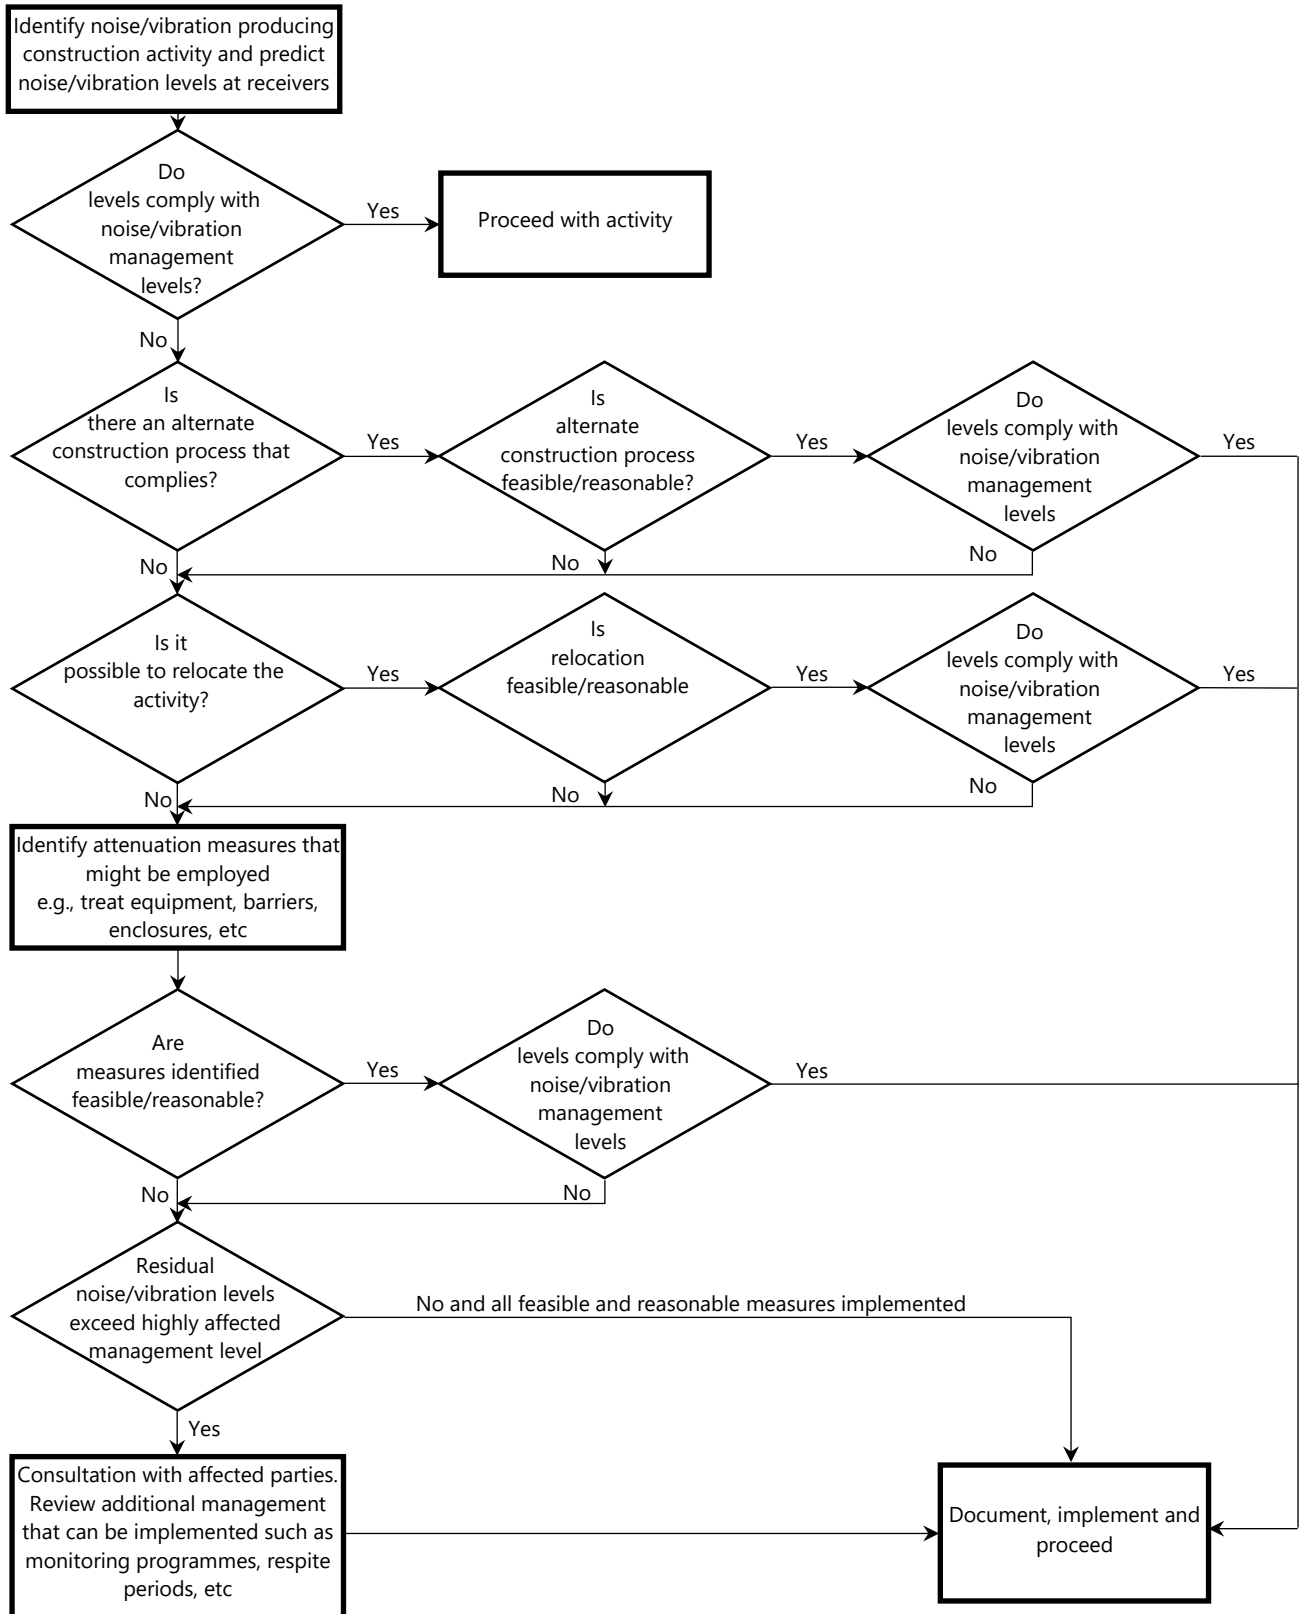 Identify noise/vibration producing
construction activity and predict
noise/vibration levels at receivers
Do
levels comply with
noise/vibration
management
levels?
Yes
Proceed with activity
No
Is
there an alternate
construction process that
complies?
Yes
Is
alternate
construction process
feasible/reasonable?
Yes
Do
levels comply with
noise/vibration
management
levels
Yes
No
No
No
Is it
possible to relocate the
activity?
Yes
Is
relocation
feasible/reasonable
Yes
Do
levels comply with
noise/vibration
management
levels
Yes
No
No
No
Identify attenuation measures that
might be employed
e.g., treat equipment, barriers,
enclosures, etc
Are
measures identified
feasible/reasonable?
Yes
Do
levels comply with
noise/vibration
management
levels
Yes
No
No
Residual
noise/vibration levels
exceed highly affected
management level
No and all feasible and reasonable measures implemented
Yes
Consultation with affected parties.
Review additional management
that can be implemented such as
monitoring programmes, respite
periods, etc
Document, implement and
proceed